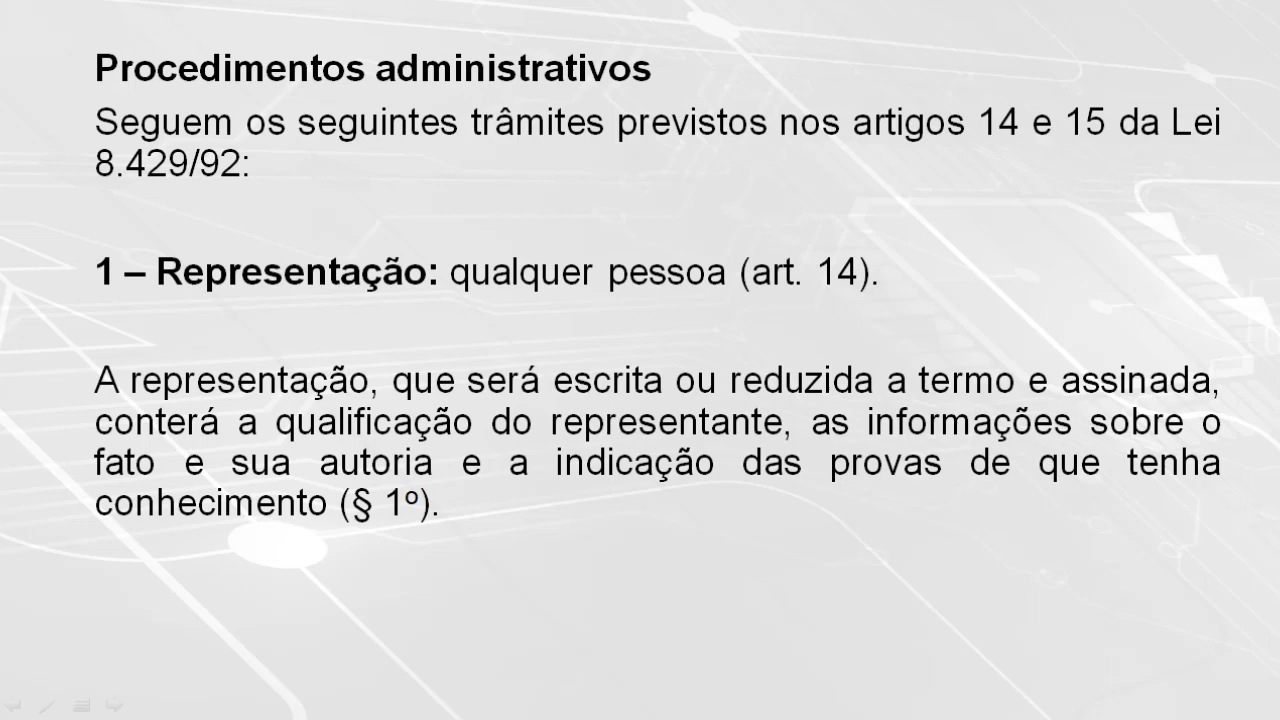 Procedimentos administrativos
Seguem os seguintes trâmites previstos nos artigos 14 e 15 da Lei
8.429/92:
1 – Representação: qualquer pessoa (art. 14).
A representação, que será escrita ou reduzida a termo e assinada,
conterá a qualificação do representante, as informações sobre o
fato e sua autoria e a indicação das provas de que tenha
conhecimento (§ 1º).